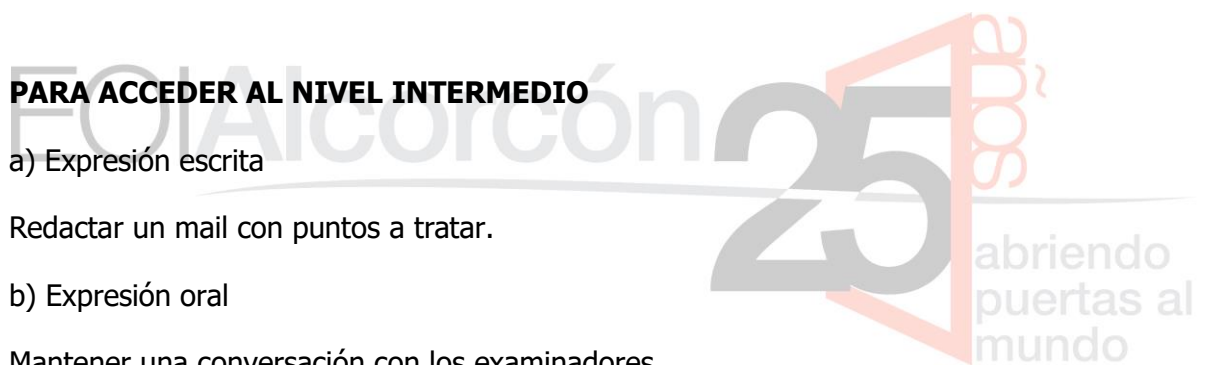 PARA ACCEDER AL NIVEL INTERMEDIO
EOIAlcorcón
25
años
a) Expresión escrita
Redactar un mail con puntos a tratar.
abriendo
puertas al
mundo
b) Expresión oral
Mantener una conversación con los examinadores